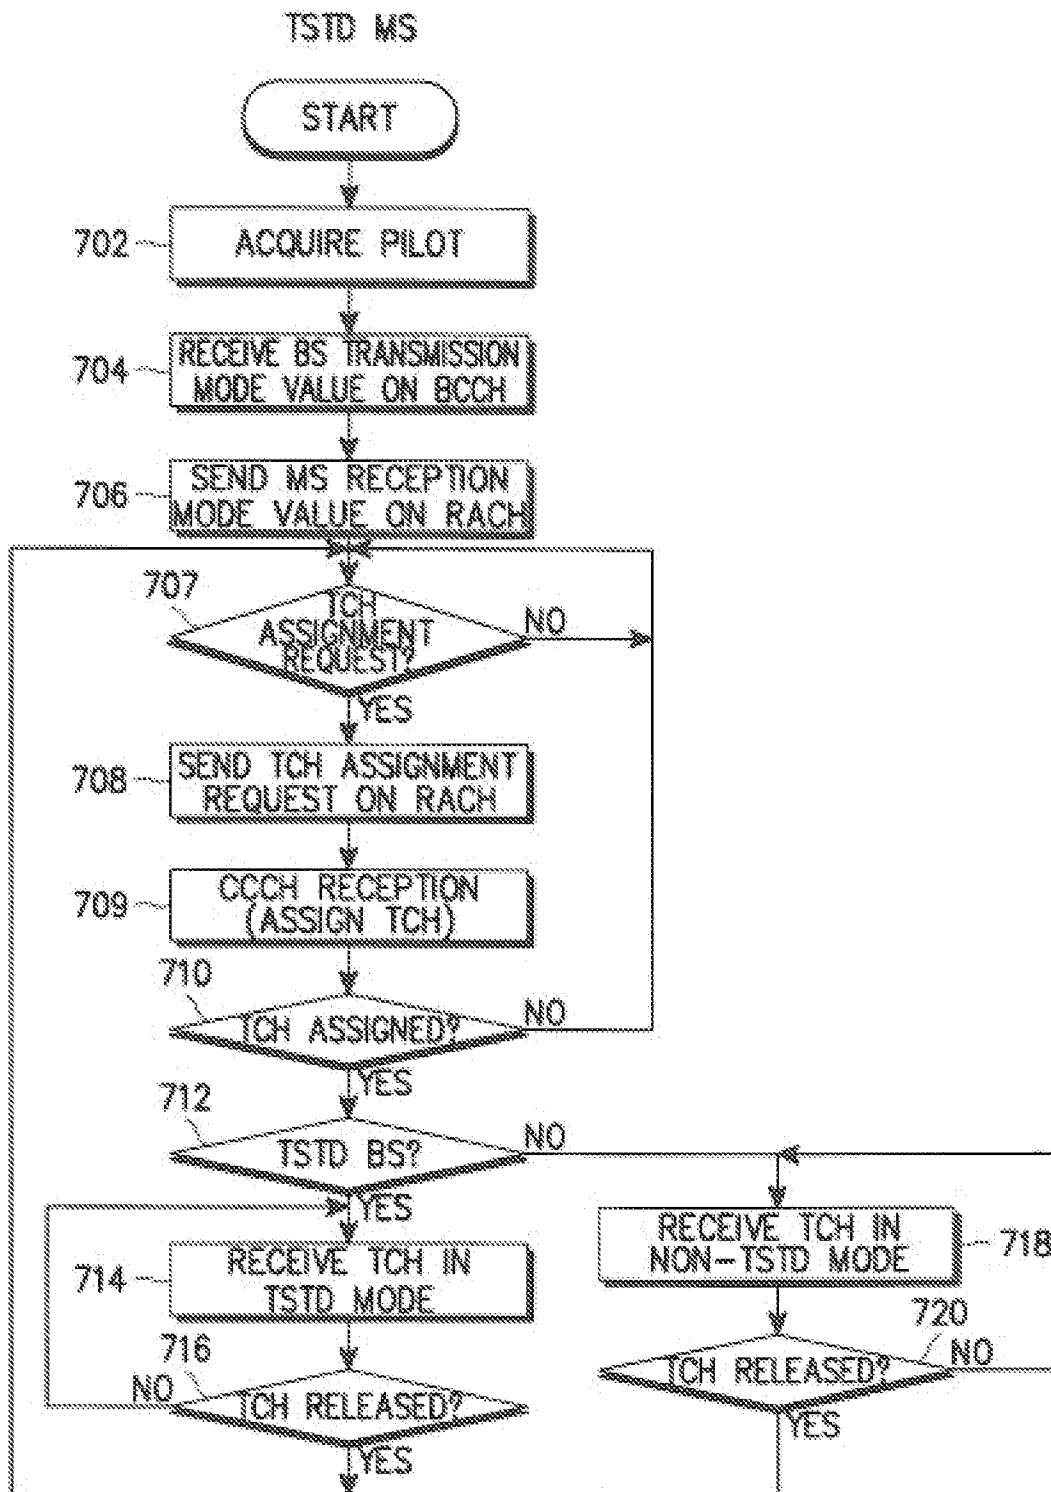 TSTD MS
START
702
ACQUIRE PILOT
704
RECEIVE BS TRANSMISSION
MODE VALUE ON BCCH
706
SEND MS RECEPTION
MODE VALUE ON RACH
707
TCH
ASSIGNMENT
REQUEST?
NO
YES
708
SEND TCH ASSIGNMENT
REQUEST ON RACH
709
CCCH RECEPTION
(ASSIGN TCH)
710
TCH ASSIGNED?
NO
YES
712
TSTD BS?
NO
YES
714
RECEIVE TCH IN
TSTD MODE
RECEIVE TCH IN
NON-TSTD MODE
718
716
TCH RELEASED?
NO
YES
720
TCH RELEASED?
NO
YES